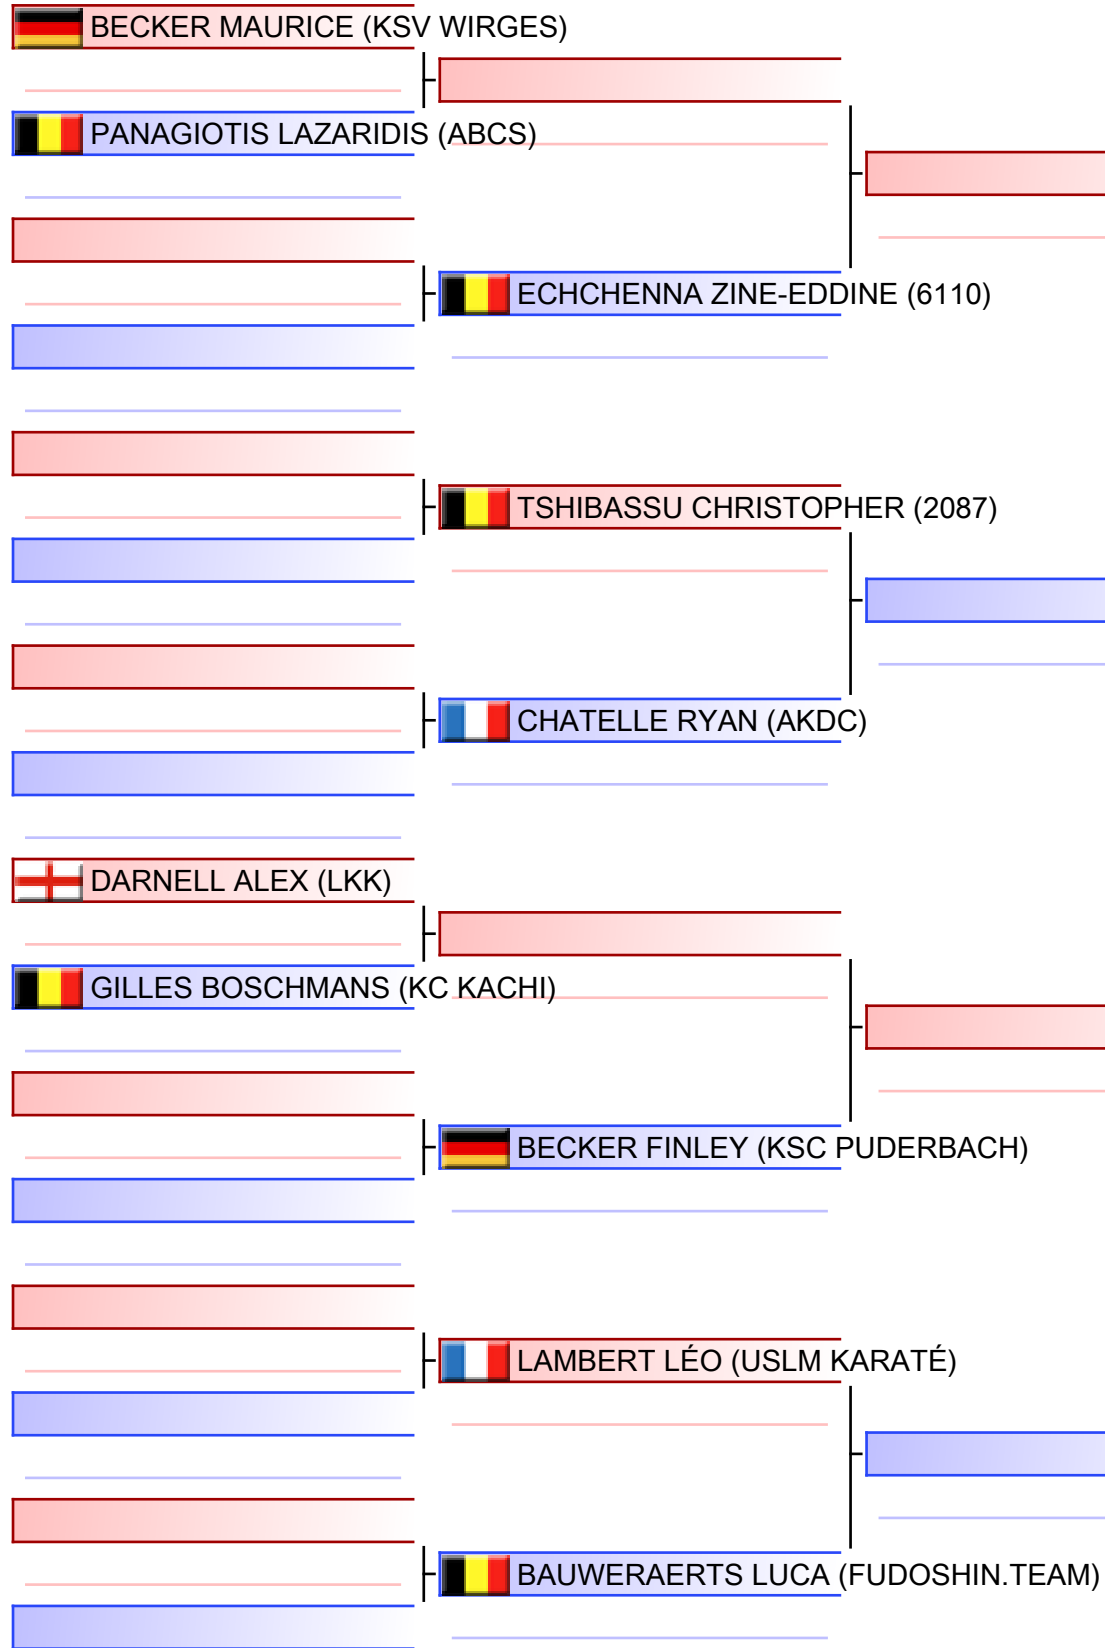 BECKER MAURICE (KSV WIRGES)
PANAGIOTIS LAZARIDIS (ABCS)
ECHCHENNA ZINE-EDDINE (6110)
TSHIBASSU CHRISTOPHER (2087)
CHATELLE RYAN (AKDC)
DARNELL ALEX (LKK)
GILLES BOSCHMANS (KC KACHI)
BECKER FINLEY (KSC PUDERBACH)
LAMBERT LÉO (USLM KARATÉ)
BAUWERAERTS LUCA (FUDOSHIN.TEAM)